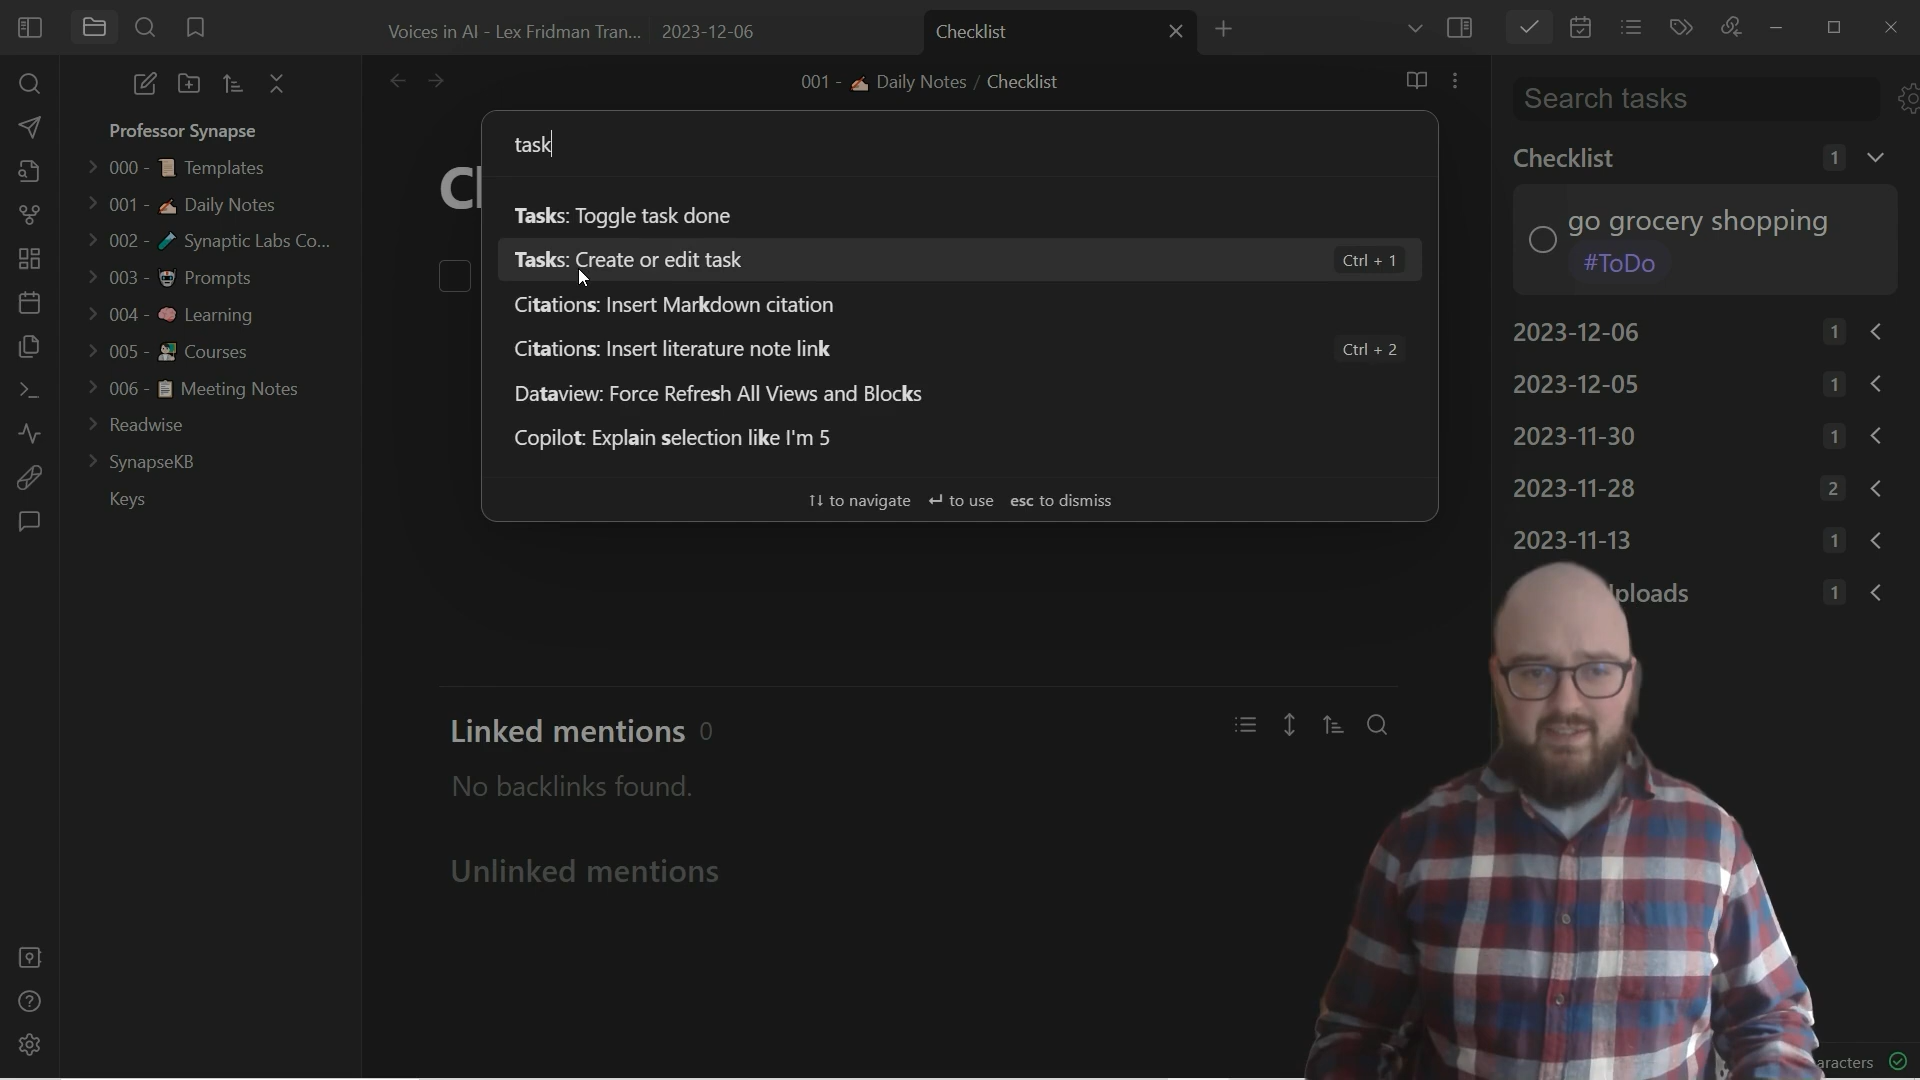 Voices in AI - Lex Fridman Tran...
2023-12-06
Checklist
001 - ✍🏼 Daily Notes / Checklist
Professor Synapse
000 - 📜 Templates
001 - ✍🏼 Daily Notes
002 - 🧪 Synaptic Labs Co...
003 - 🤖 Prompts
004 - 🧠 Learning
005 - 👨‍🏫 Courses
006 - 📋 Meeting Notes
Readwise
SynapseKB
Keys
task
Tasks: Toggle task done
Tasks: Create or edit task
Ctrl + 1
Citations: Insert Markdown citation
Citations: Insert literature note link
Ctrl + 2
Dataview: Force Refresh All Views and Blocks
Copilot: Explain selection like I'm 5
↑↓ to navigate ↵ to use esc to dismiss
Linked mentions 0
No backlinks found.
Unlinked mentions
Search tasks
Checklist 1
go grocery shopping
#ToDo
2023-12-06 1
2023-12-05 1
2023-11-30 1
2023-11-28 2
2023-11-13 1
ploads 1
aracters